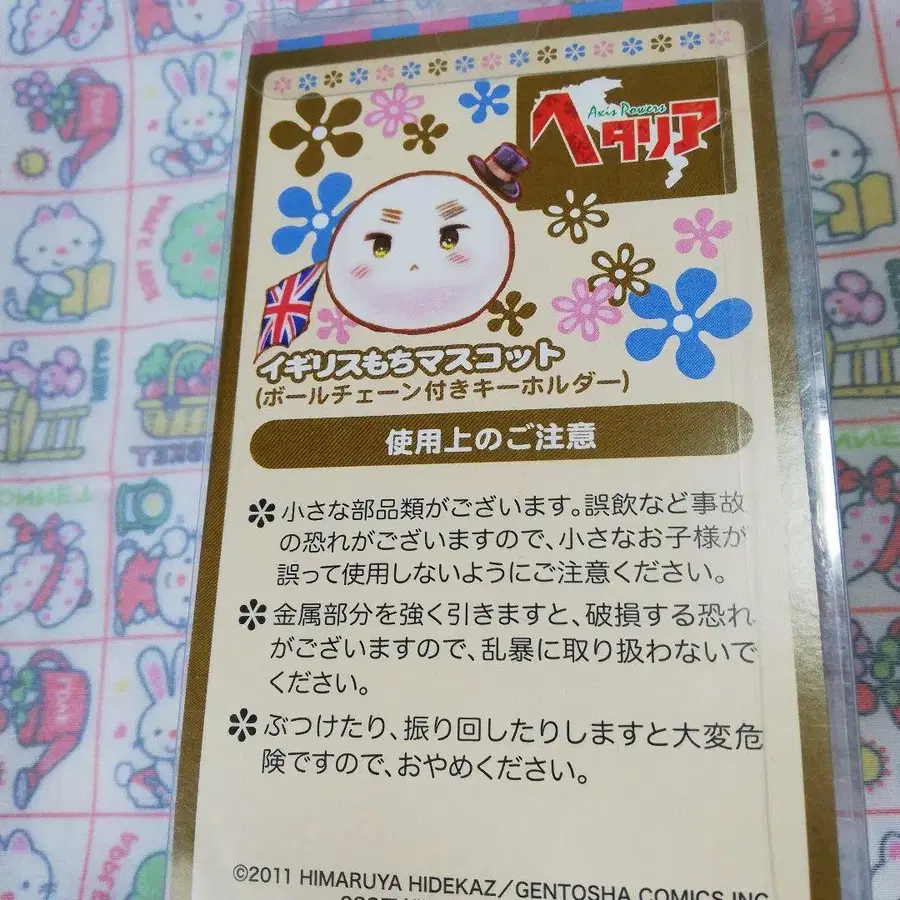 Axis Powers
ヘタリア
イギリスもちマスコット
(ボールチェーン付きキーホルダー)
使用上のご注意
✽小さな部品類がございます。誤飲など事故
の恐れがございますので、小さなお子様が
誤って使用しないようにご注意ください。
✽金属部分を強く引きますと、破損する恐れ
がございますので、乱暴に取り扱わないで
ください。
✽ぶつけたり、振り回したりしますと大変危
険ですので、おやめください。
©2011 HIMARUYA HIDEKAZ/GENTOSHA COMICS INC